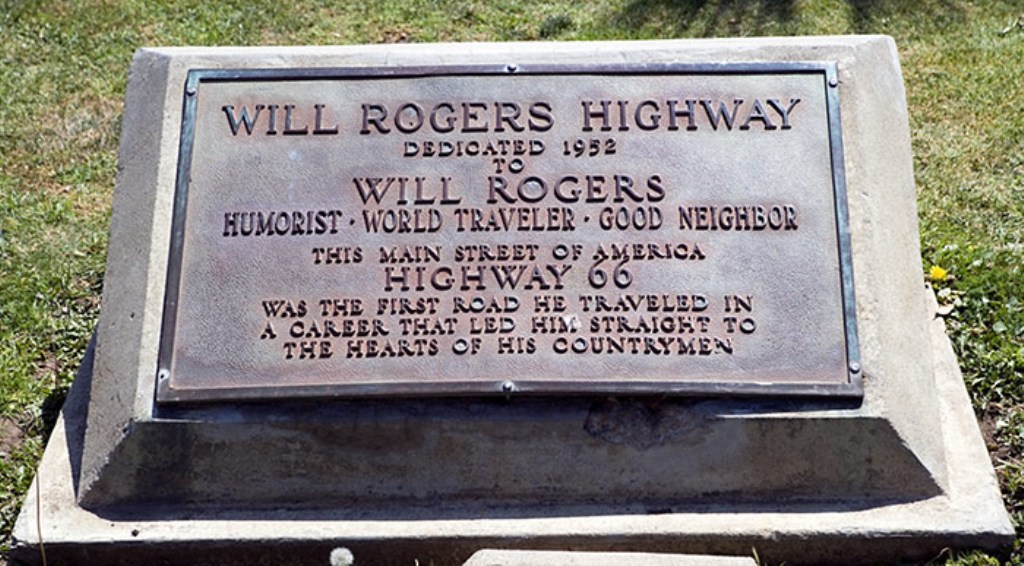 WILL ROGERS HIGHWAY
DEDICATED 1952
TO
WILL ROGERS
HUMORIST · WORLD TRAVELER · GOOD NEIGHBOR
THIS MAIN STREET OF AMERICA
HIGHWAY 66
WAS THE FIRST ROAD HE TRAVELED IN
A CAREER THAT LED HIM STRAIGHT TO
THE HEARTS OF HIS COUNTRYMEN